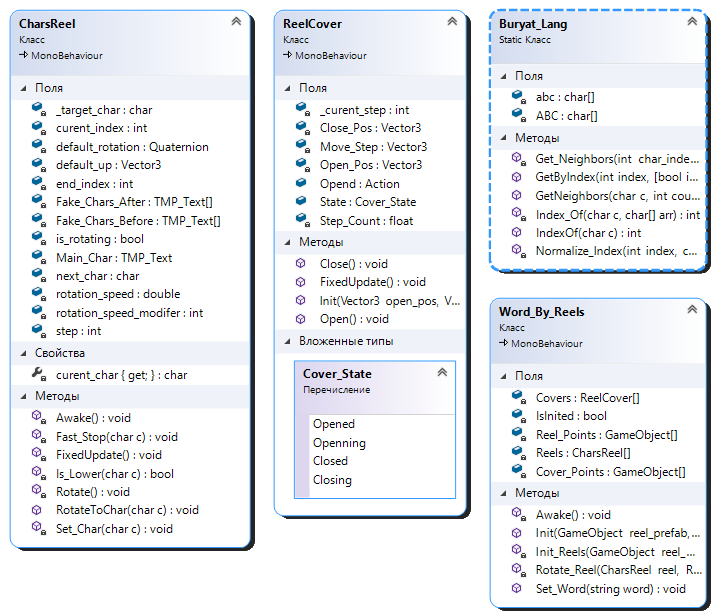 CharsReel
Класс
MonoBehaviour
Поля
_target_char : char
curent_index : int
default_rotation : Quaternion
default_up : Vector3
end_index : int
Fake_Chars_After : TMP_Text[]
Fake_Chars_Before : TMP_Text[]
is_rotating : bool
Main_Char : TMP_Text
next_char : char
rotation_speed : double
rotation_speed_modifer : int
step : int
Свойства
curent_char { get; } : char
Методы
Awake() : void
Fast_Stop(char c) : void
FixedUpdate() : void
Is_Lower(char c) : bool
Rotate() : void
RotateToChar(char c) : void
Set_Char(char c) : void
ReelCover
Класс
MonoBehaviour
Поля
_curent_step : int
Close_Pos : Vector3
Move_Step : Vector3
Open_Pos : Vector3
Opend : Action
State : Cover_State
Step_Count : float
Методы
Close() : void
FixedUpdate() : void
Init(Vector3 open_pos, V...
Open() : void
Вложенные типы
Cover_State
Перечисление
Opened
Openning
Closed
Closing
Buryat_Lang
Static Класс
Поля
abc : char[]
ABC : char[]
Методы
Get_Neighbors(int char_inde...
GetByIndex(int index, [bool i...
GetNeighbors(char c, int cou...
Index_Of(char c, char[] arr) : int
IndexOf(char c) : int
Normalize_Index(int index, c...
Word_By_Reels
Класс
MonoBehaviour
Поля
Covers : ReelCover[]
IsInited : bool
Reel_Points : GameObject[]
Reels : CharsReel[]
Cover_Points : GameObject[]
Методы
Awake() : void
Init(GameObject reel_prefab,...
Init_Reels(GameObject reel_...
Rotate_Reel(CharsReel reel, R...
Set_Word(string word) : void